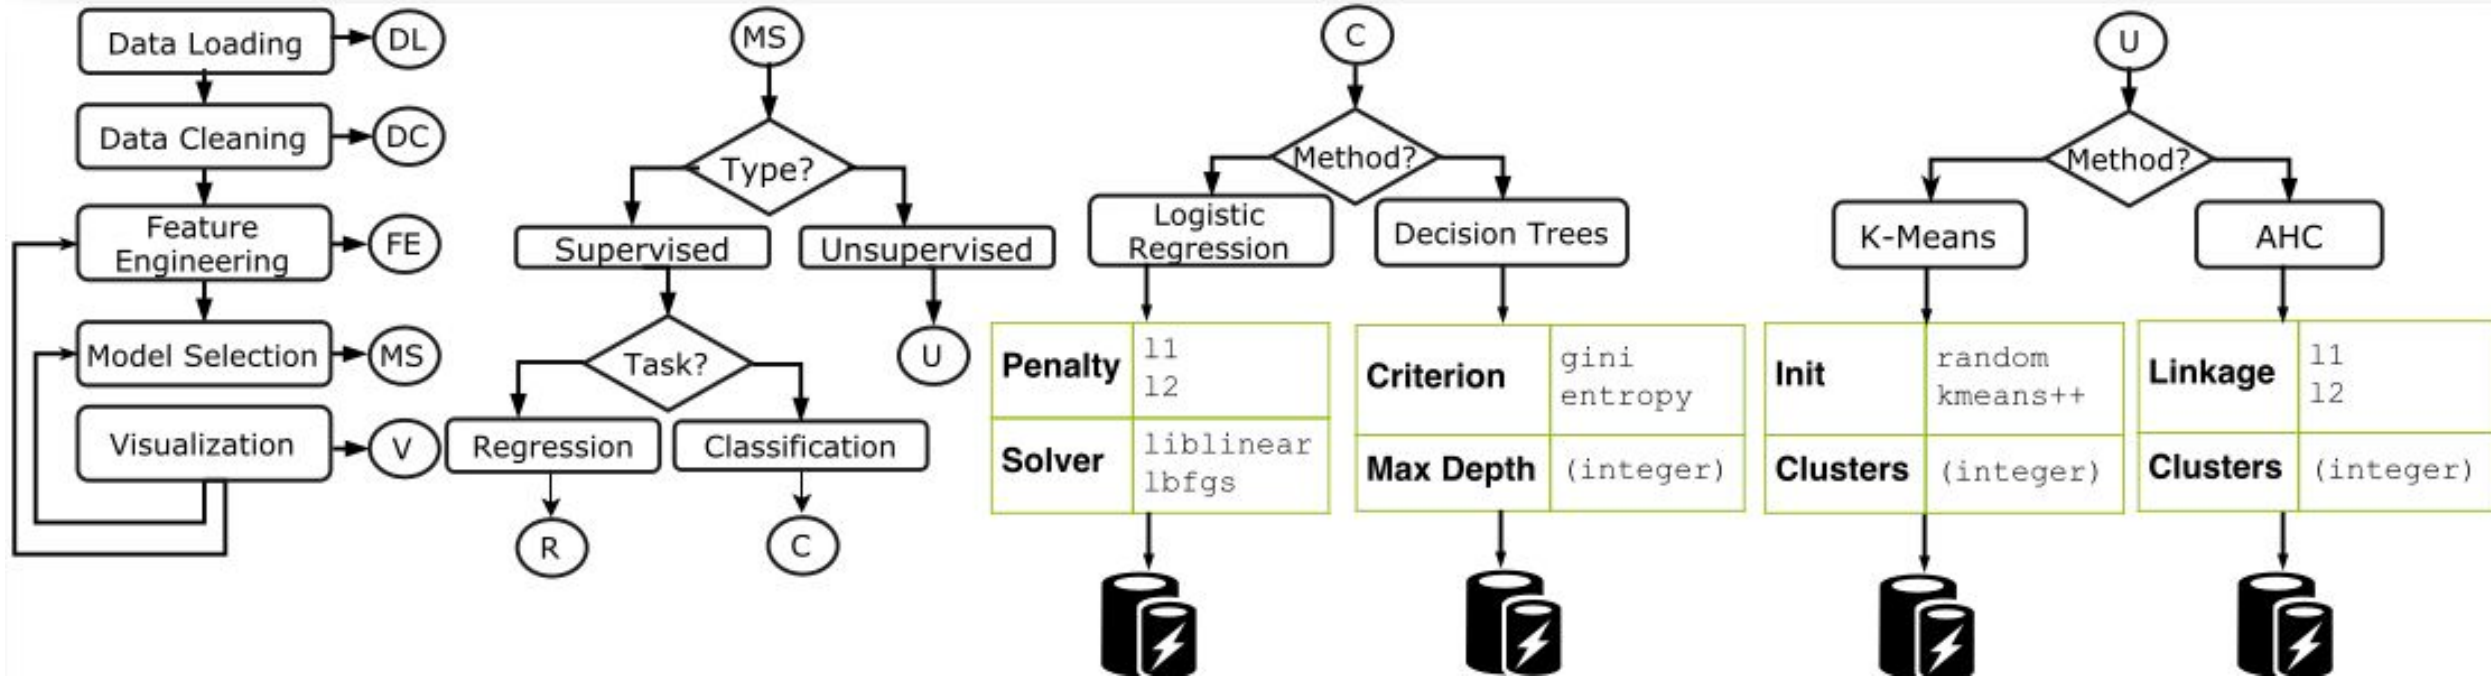 Data Loading
DL
Data Cleaning
DC
Feature
Engineering
FE
Model Selection
MS
Visualization
V
MS
Type?
Supervised
Unsupervised
Task?
U
Regression
Classification
R
C
C
Method?
Logistic
Regression
Decision Trees
Penalty
l1
l2
Solver
liblinear
lbfgs
Criterion
gini
entropy
Max Depth
(integer)
U
Method?
K-Means
AHC
Init
random
kmeans++
Clusters
(integer)
Linkage
l1
l2
Clusters
(integer)